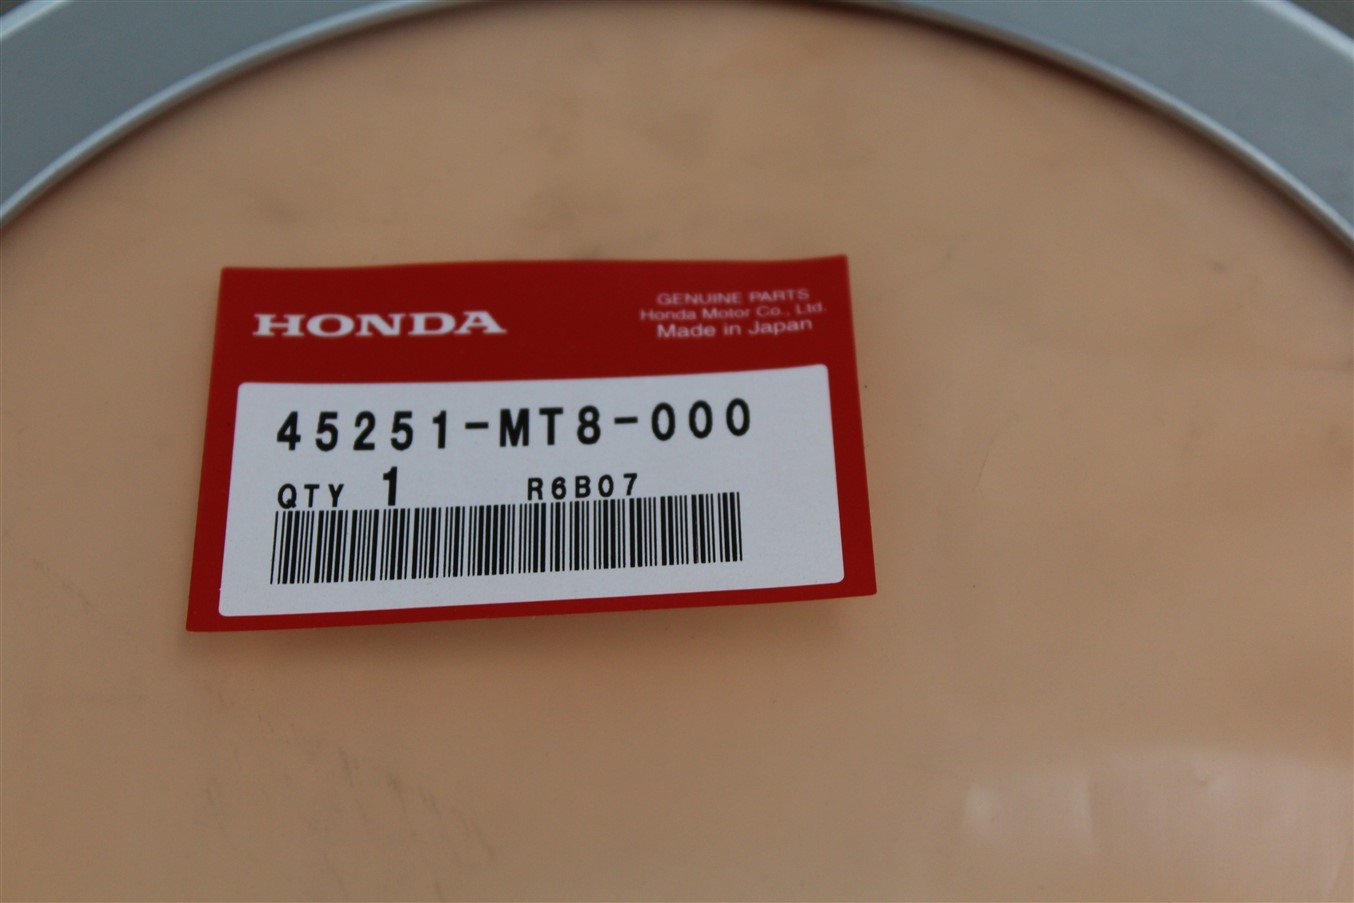 HONDA
GENUINE PARTS
Honda Motor Co., Ltd.
Made in Japan
45251-MT8-000
QTY 1 R6B07